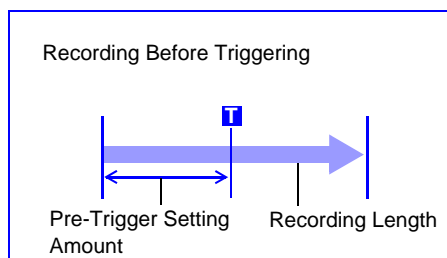 Recording Before Triggering
T
Pre-Trigger Setting
Amount
Recording Length